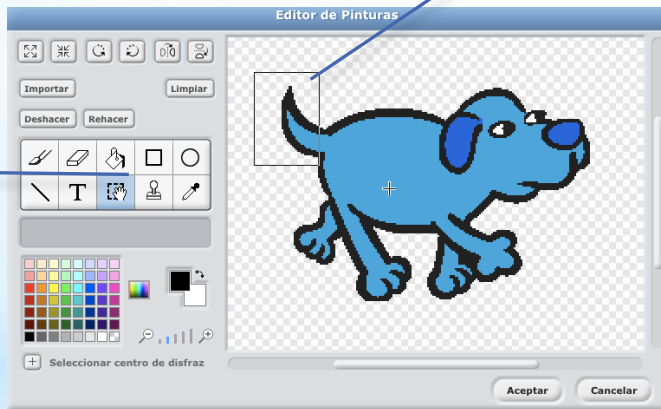 Editor de Pinturas
Importar
Limpiar
Deshacer
Rehacer
T
Seleccionar centro de disfraz
Aceptar
Cancelar